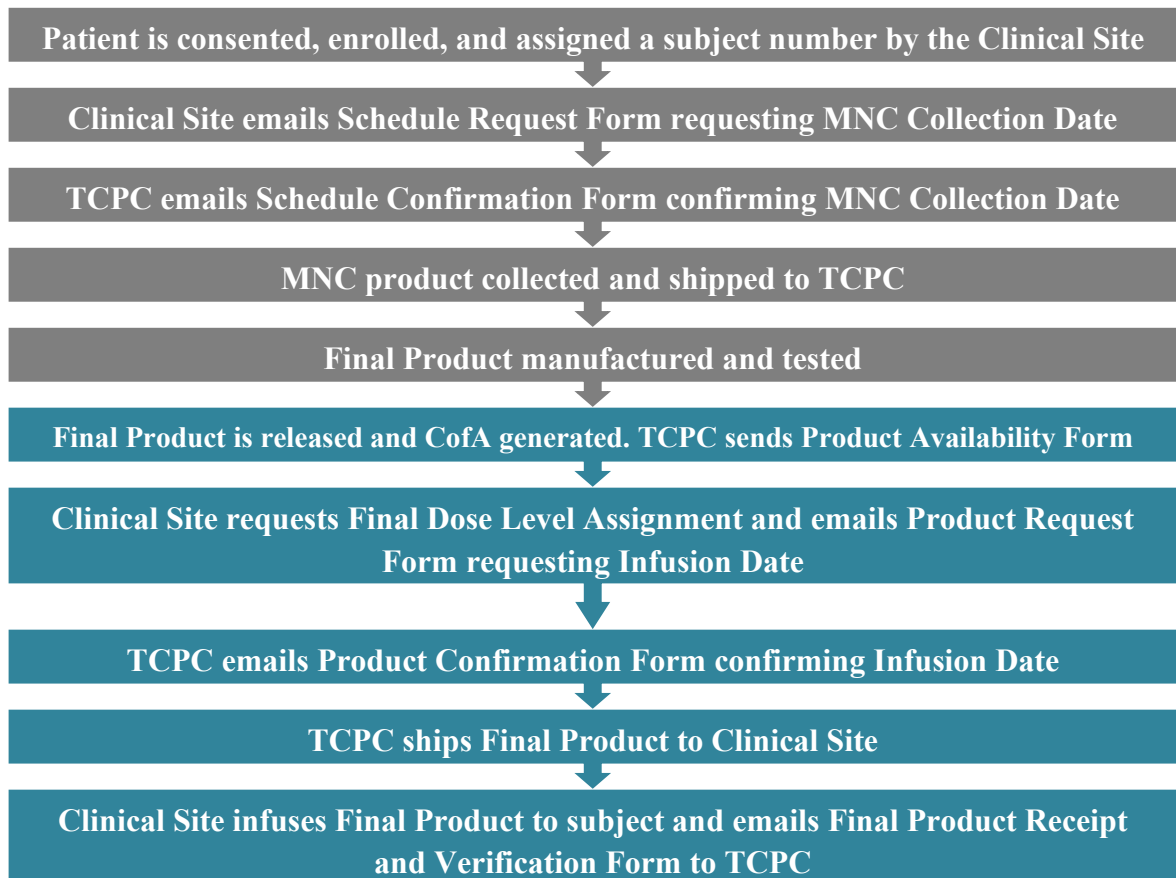 Patient is consented, enrolled, and assigned a subject number by the Clinical Site
Clinical Site emails Schedule Request Form requesting MNC Collection Date
TCPC emails Schedule Confirmation Form confirming MNC Collection Date
MNC product collected and shipped to TCPC
Final Product manufactured and tested
Final Product is released and CofA generated. TCPC sends Product Availability Form
Clinical Site requests Final Dose Level Assignment and emails Product Request
Form requesting Infusion Date
TCPC emails Product Confirmation Form confirming Infusion Date
TCPC ships Final Product to Clinical Site
Clinical Site infuses Final Product to subject and emails Final Product Receipt
and Verification Form to TCPC